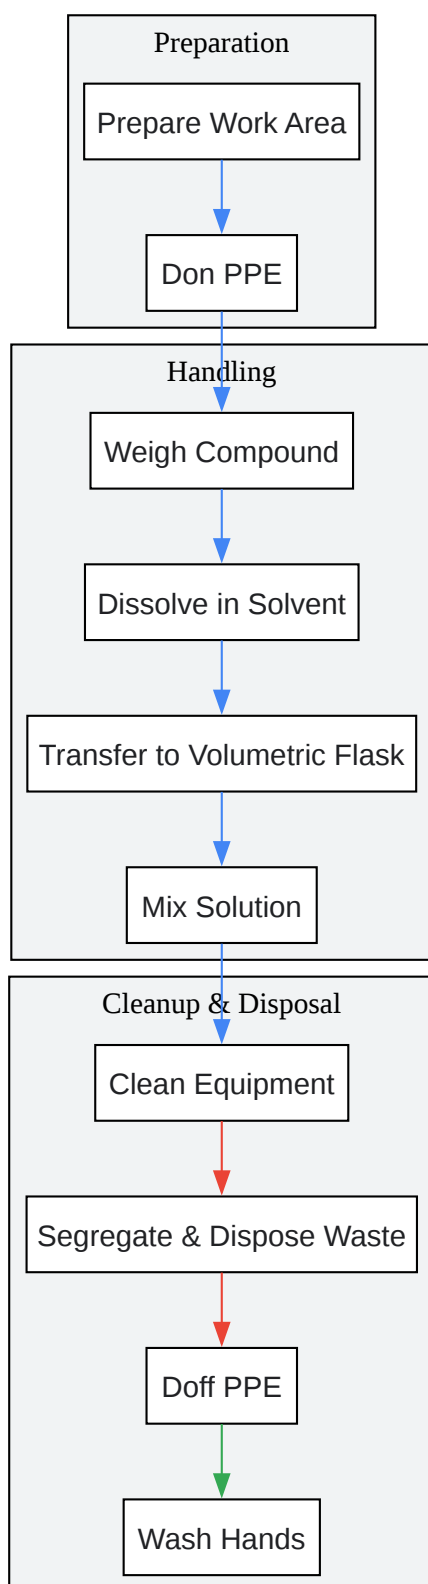 Preparation
Prepare Work Area
Don PPE
Handling
Weigh Compound
Dissolve in Solvent
Transfer to Volumetric Flask
Mix Solution
Cleanup & Disposal
Clean Equipment
Segregate & Dispose Waste
Doff PPE
Wash Hands